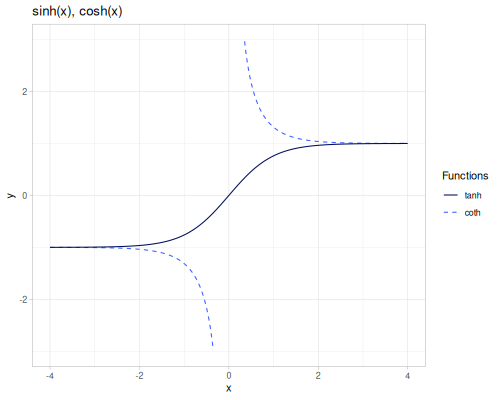 sinh(x), cosh(x)
2
0
-2
y
-4
-2
0
2
4
x
Functions
tanh
coth